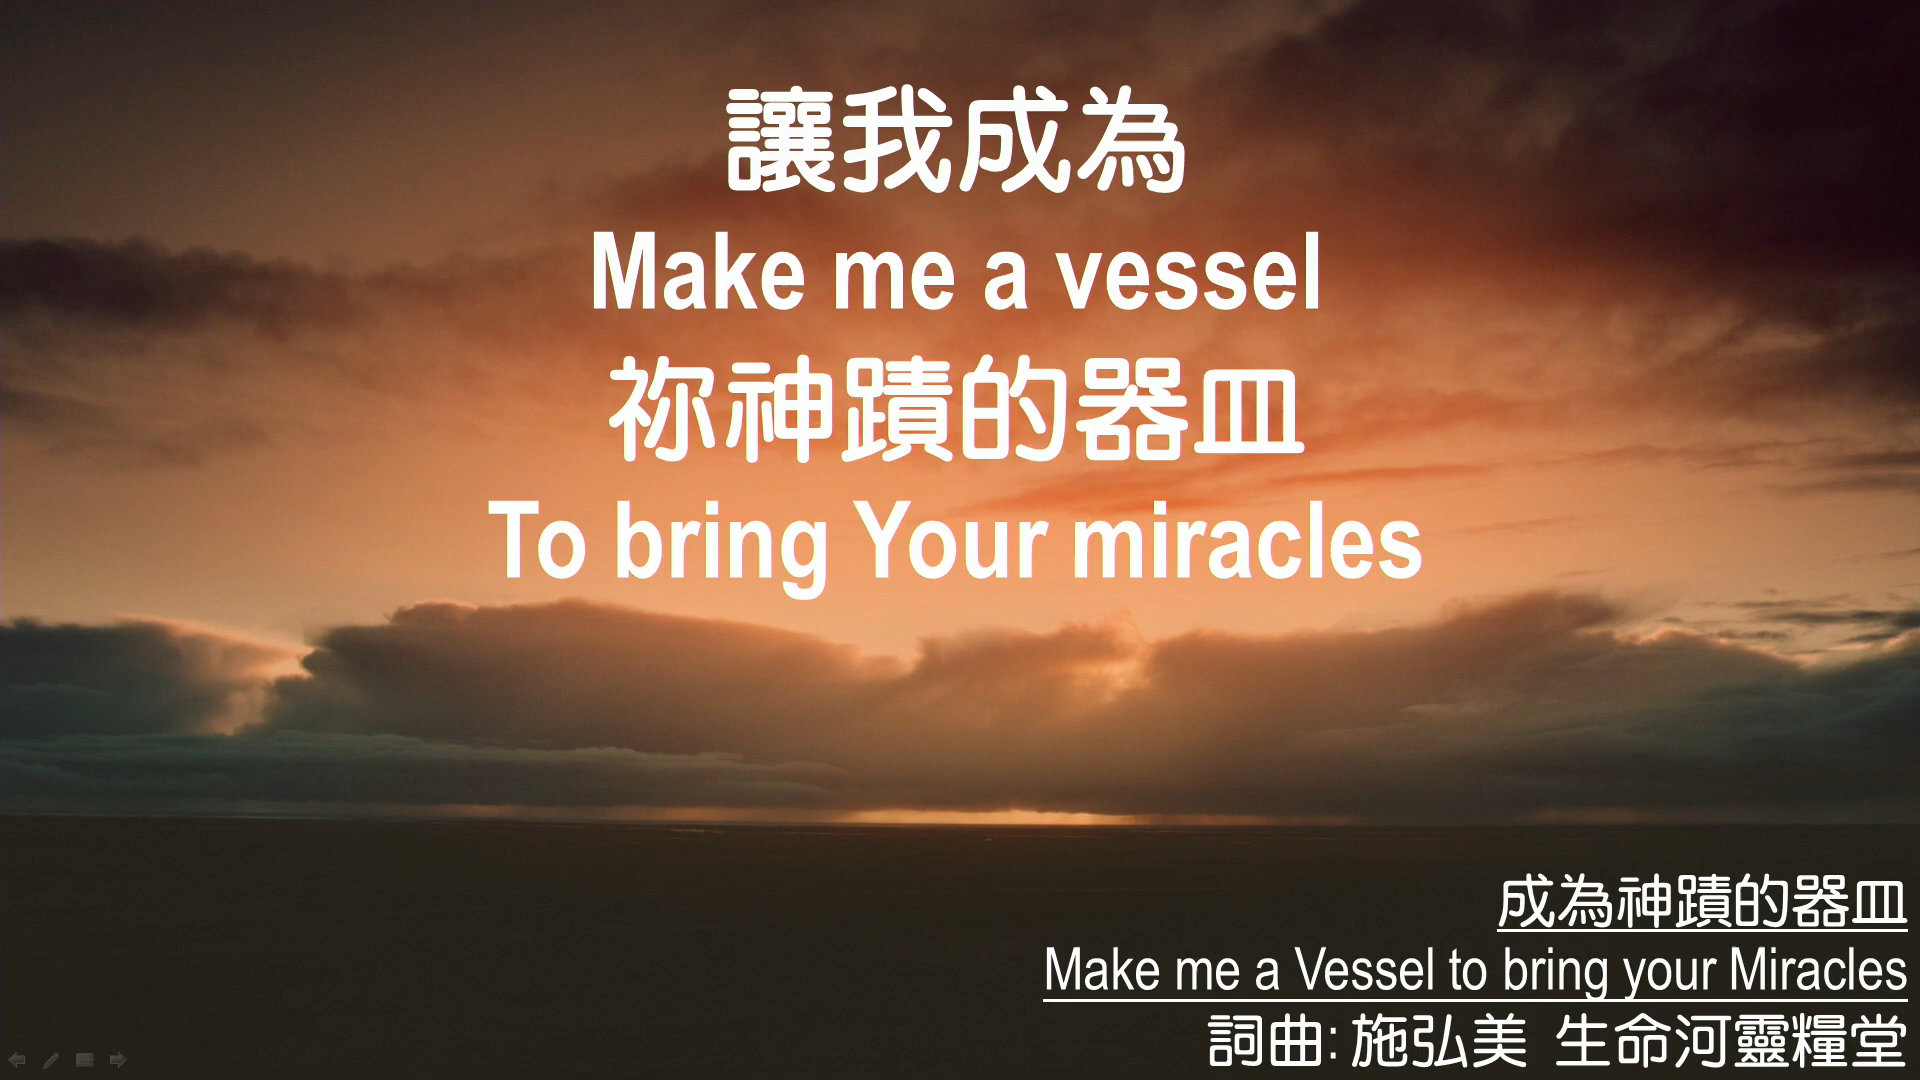 讓我成為
Make me a vessel
祢神蹟的器皿
To bring Your miracles
成為神蹟的器皿
Make me a Vessel to bring your Miracles
詞曲: 施弘美 生命河靈糧堂